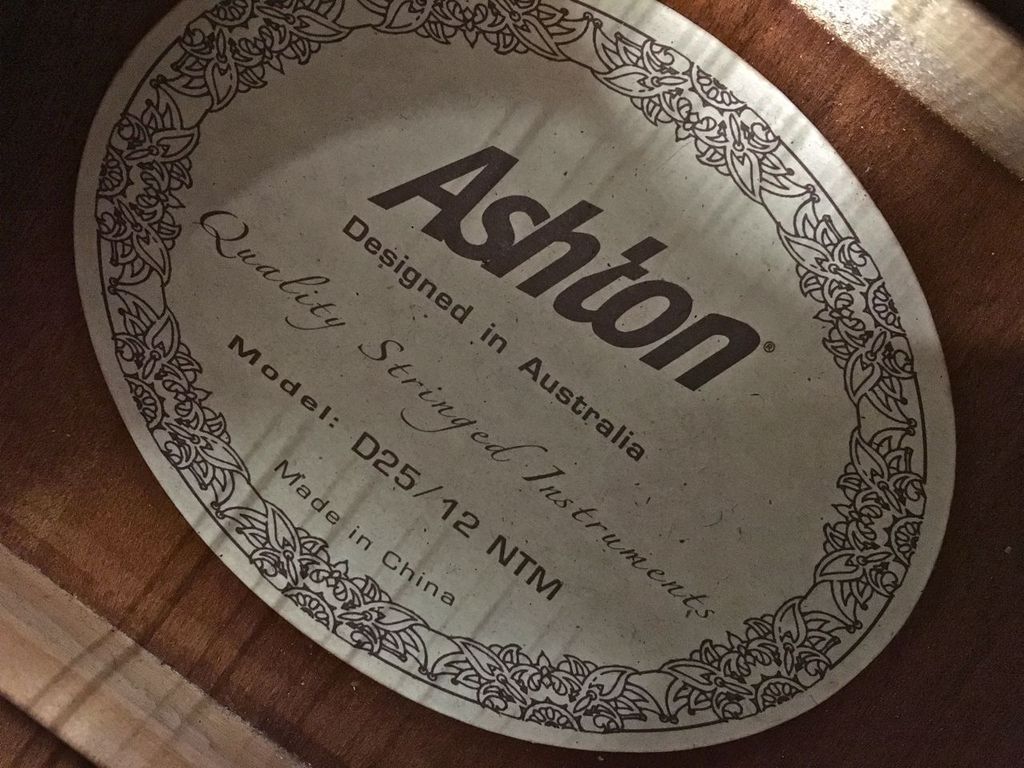 Ashton®
Designed in Australia
Quality Stringed Instruments
Model: D25/12 NTM
Made in China